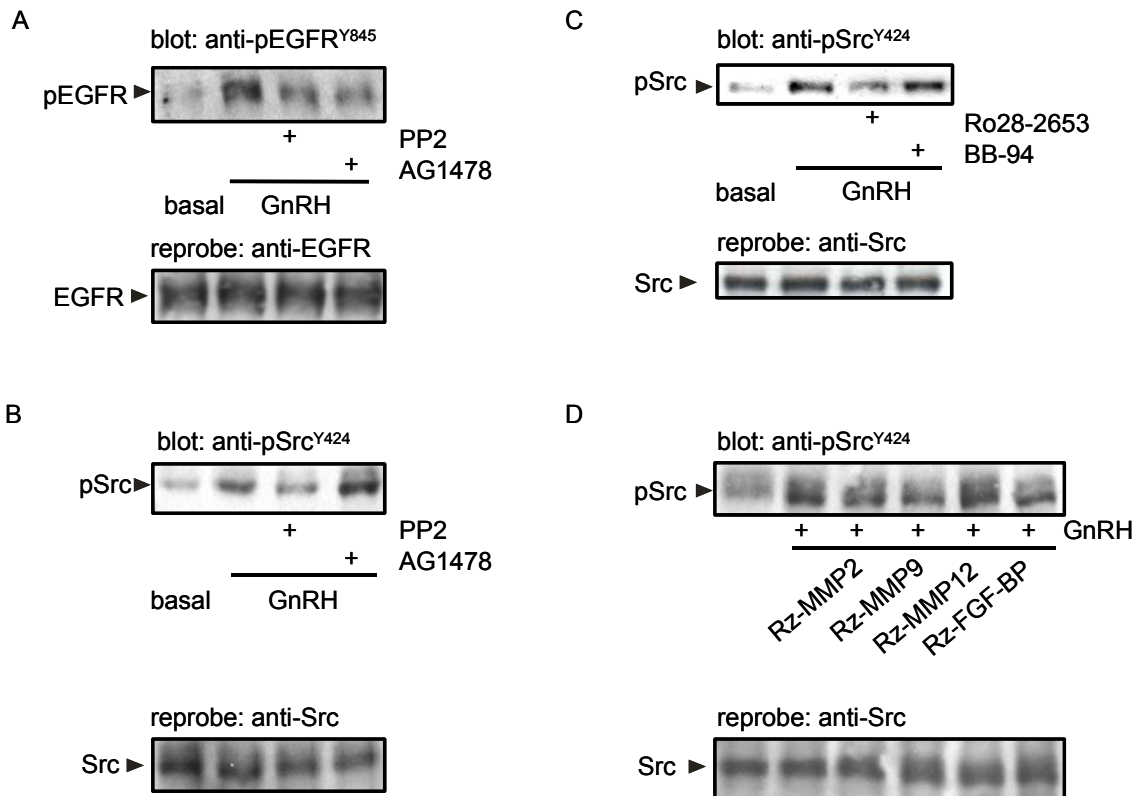 A
blot: anti-pEGFRY845
pEGFR
+ PP2
+ AG1478
basal GnRH
reprobe: anti-EGFR
EGFR
B
blot: anti-pSrcY424
pSrc
+ PP2
+ AG1478
basal GnRH
reprobe: anti-Src
Src
C
blot: anti-pSrcY424
pSrc
+ Ro28-2653
+ BB-94
GnRH
basal
reprobe: anti-Src
Src
D
blot: anti-pSrcY424
pSrc
+ + + + + GnRH
Rz-MMP2
Rz-MMP9
Rz-MMP12
Rz-FGF-BP
reprobe: anti-Src
Src